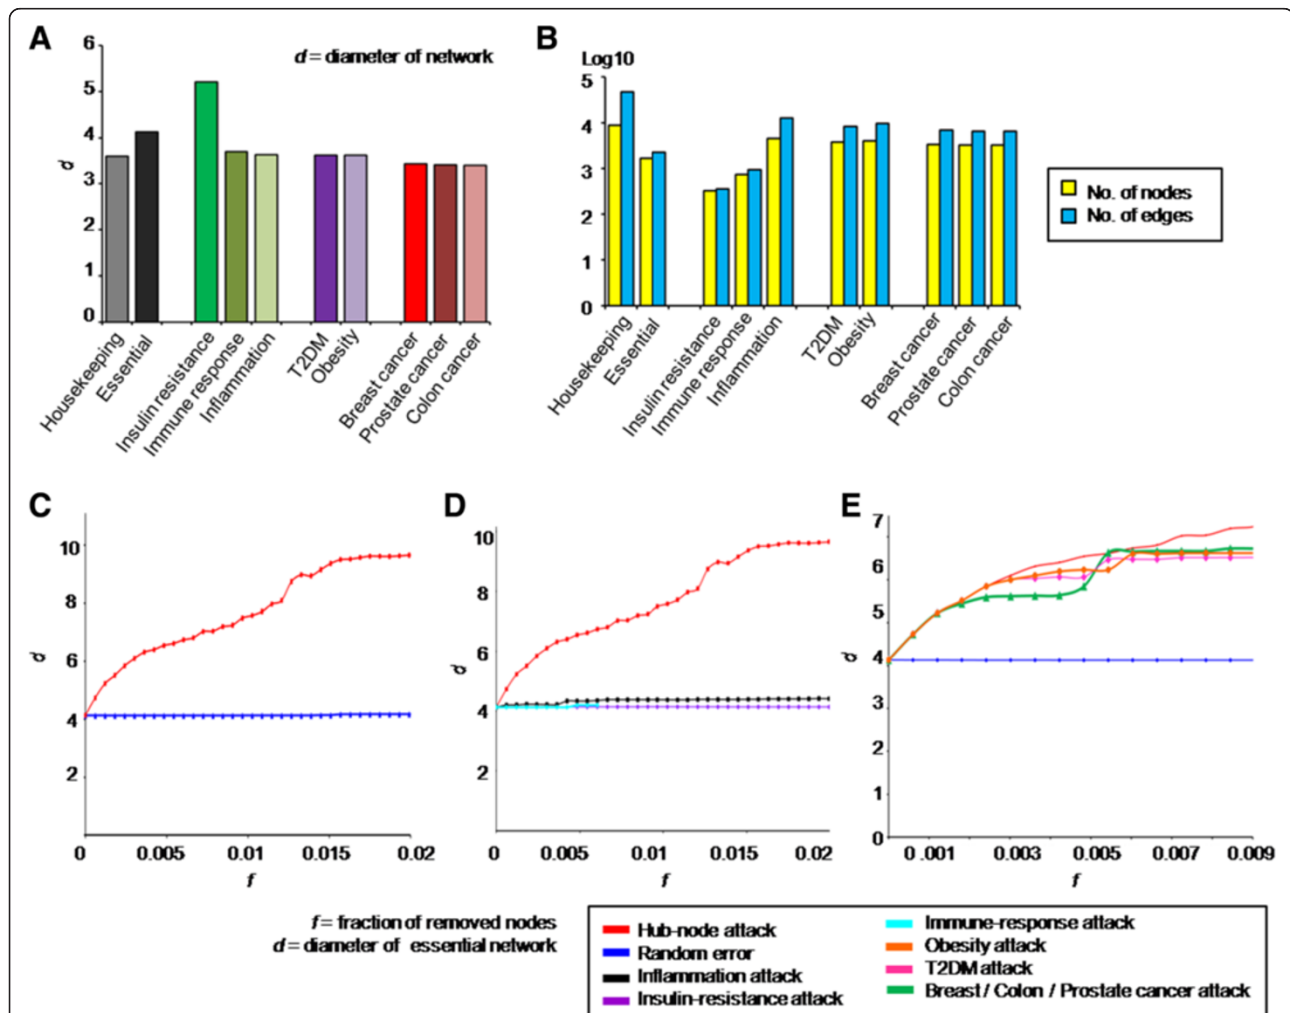 A
6
5
4
3
2
1
0
d
d = diameter of network
Housekeeping
Essential
Insulin resistance
Immune response
Inflammation
T2DM
Obesity
Breast cancer
Prostate cancer
Colon cancer
B
Log10
5
4
3
2
1
0
Housekeeping
Essential
Insulin resistance
Immune response
Inflammation
T2DM
Obesity
Breast cancer
Prostate cancer
Colon cancer
No. of nodes
No. of edges
C
10
8
6
4
2
d
0 0.005 0.01 0.015 0.02
f
D
10
8
6
4
2
d
0 0.005 0.01 0.015 0.02
f
E
7
6
5
4
3
2
1
0
d
0 .001 0.003 0.005 0.007 0.009
f
f = fraction of removed nodes
d = diameter of essential network
Hub-node attack
Random error
Inflammation attack
Insulin-resistance attack
Immune-response attack
Obesity attack
T2DM attack
Breast / Colon / Prostate cancer attack